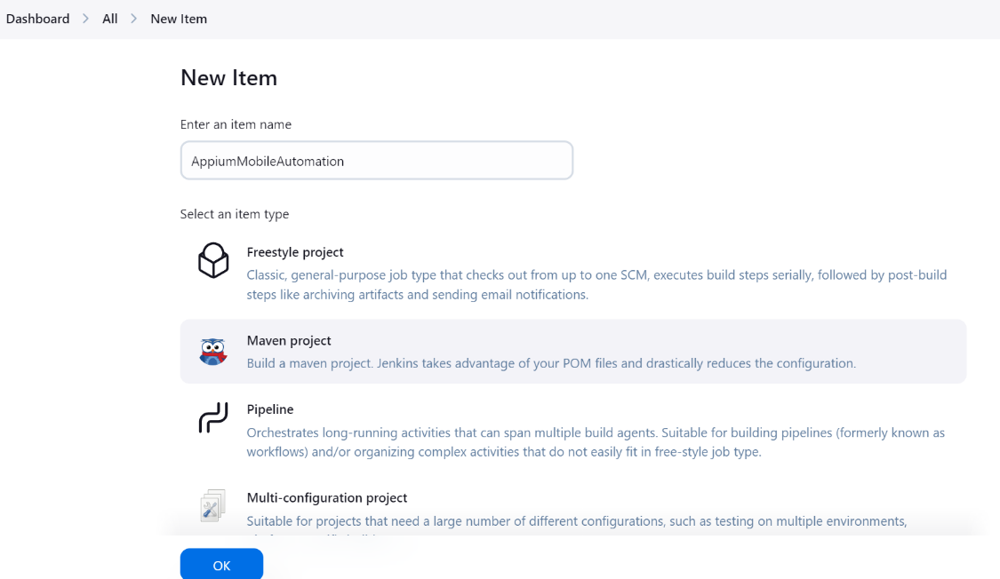 Dashboard > All > New Item
New Item
Enter an item name
AppiumMobileAutomation
Select an item type
Freestyle project
Classic, general-purpose job type that checks out from up to one SCM, executes build steps serially, followed by post-build
steps like archiving artifacts and sending email notifications.
Maven project
Build a maven project. Jenkins takes advantage of your POM files and drastically reduces the configuration.
Pipeline
Orchestrates long-running activities that can span multiple build agents. Suitable for building pipelines (formerly known as
workflows) and/or organizing complex activities that do not easily fit in free-style job type.
Multi-configuration project
Suitable for projects that need a large number of different configurations, such as testing on multiple environments,
OK